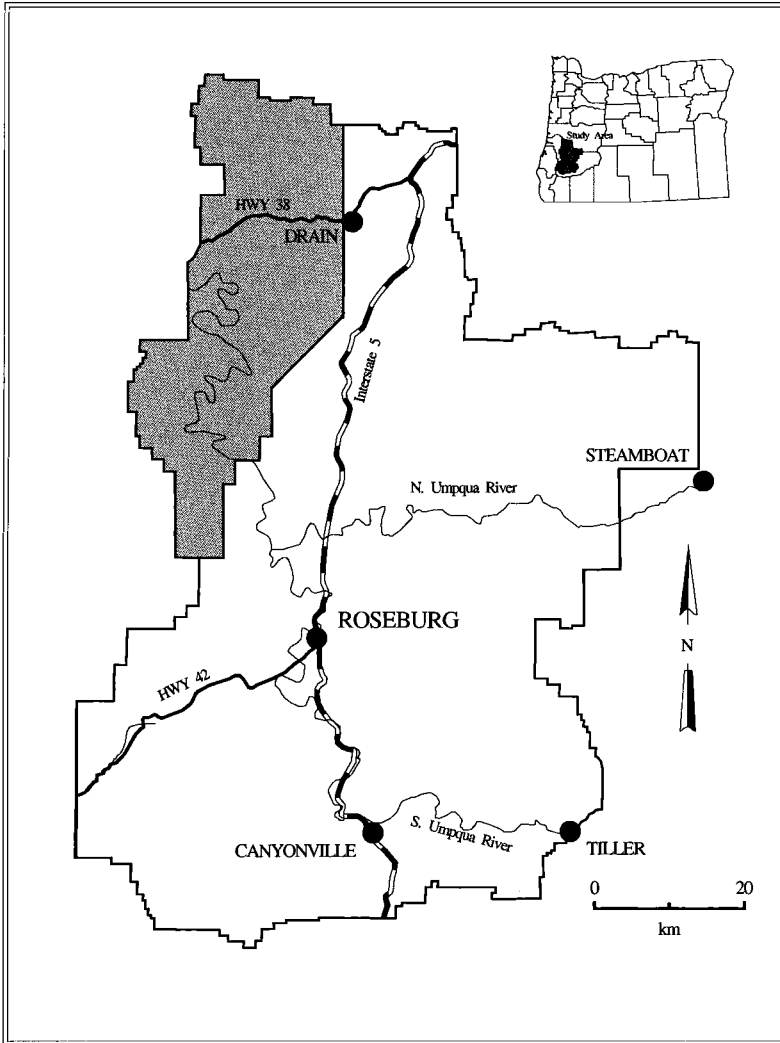 Study Area
HWY 38
DRAIN
Interstate 5
STEAMBOAT
N. Umpqua River
ROSEBURG
N
HWY 42
S. Umpqua River
CANYONVILLE
TILLER
0 20
km